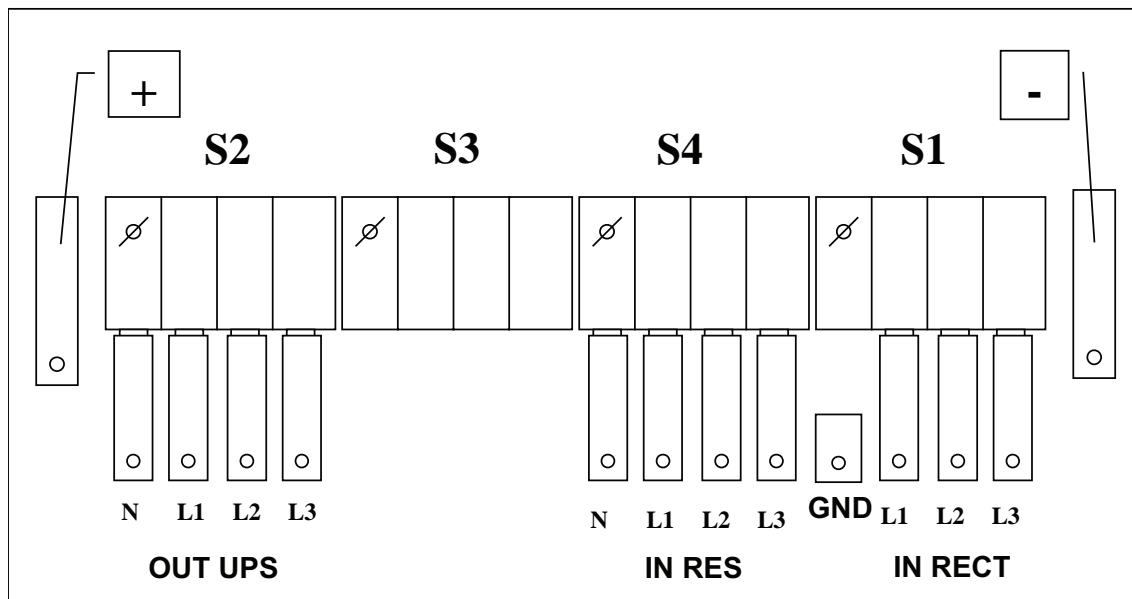 + -
S2 S3 S4 S1
N L1 L2 L3 N L1 L2 L3 GND L1 L2 L3
OUT UPS IN RES IN RECT